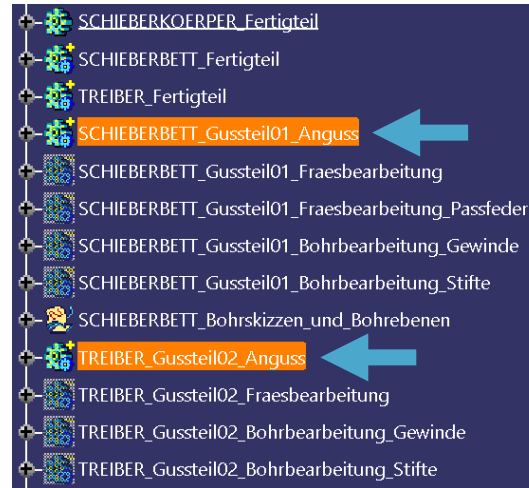 SCHIEBERKOERPER_Fertigteil
SCHIEBERBETT_Fertigteil
TREIBER_Fertigteil
SCHIEBERBETT_Gussteil01_Anguss
SCHIEBERBETT_Gussteil01_Fraesbearbeitung
SCHIEBERBETT_Gussteil01_Fraesbearbeitung_Passfeder
SCHIEBERBETT_Gussteil01_Bohrbearbeitung_Gewinde
SCHIEBERBETT_Gussteil01_Bohrbearbeitung_Stifte
SCHIEBERBETT_Bohrskizzen_und_Bohrebenen
TREIBER_Gussteil02_Anguss
TREIBER_Gussteil02_Fraesbearbeitung
TREIBER_Gussteil02_Bohrbearbeitung_Gewinde
TREIBER_Gussteil02_Bohrbearbeitung_Stifte